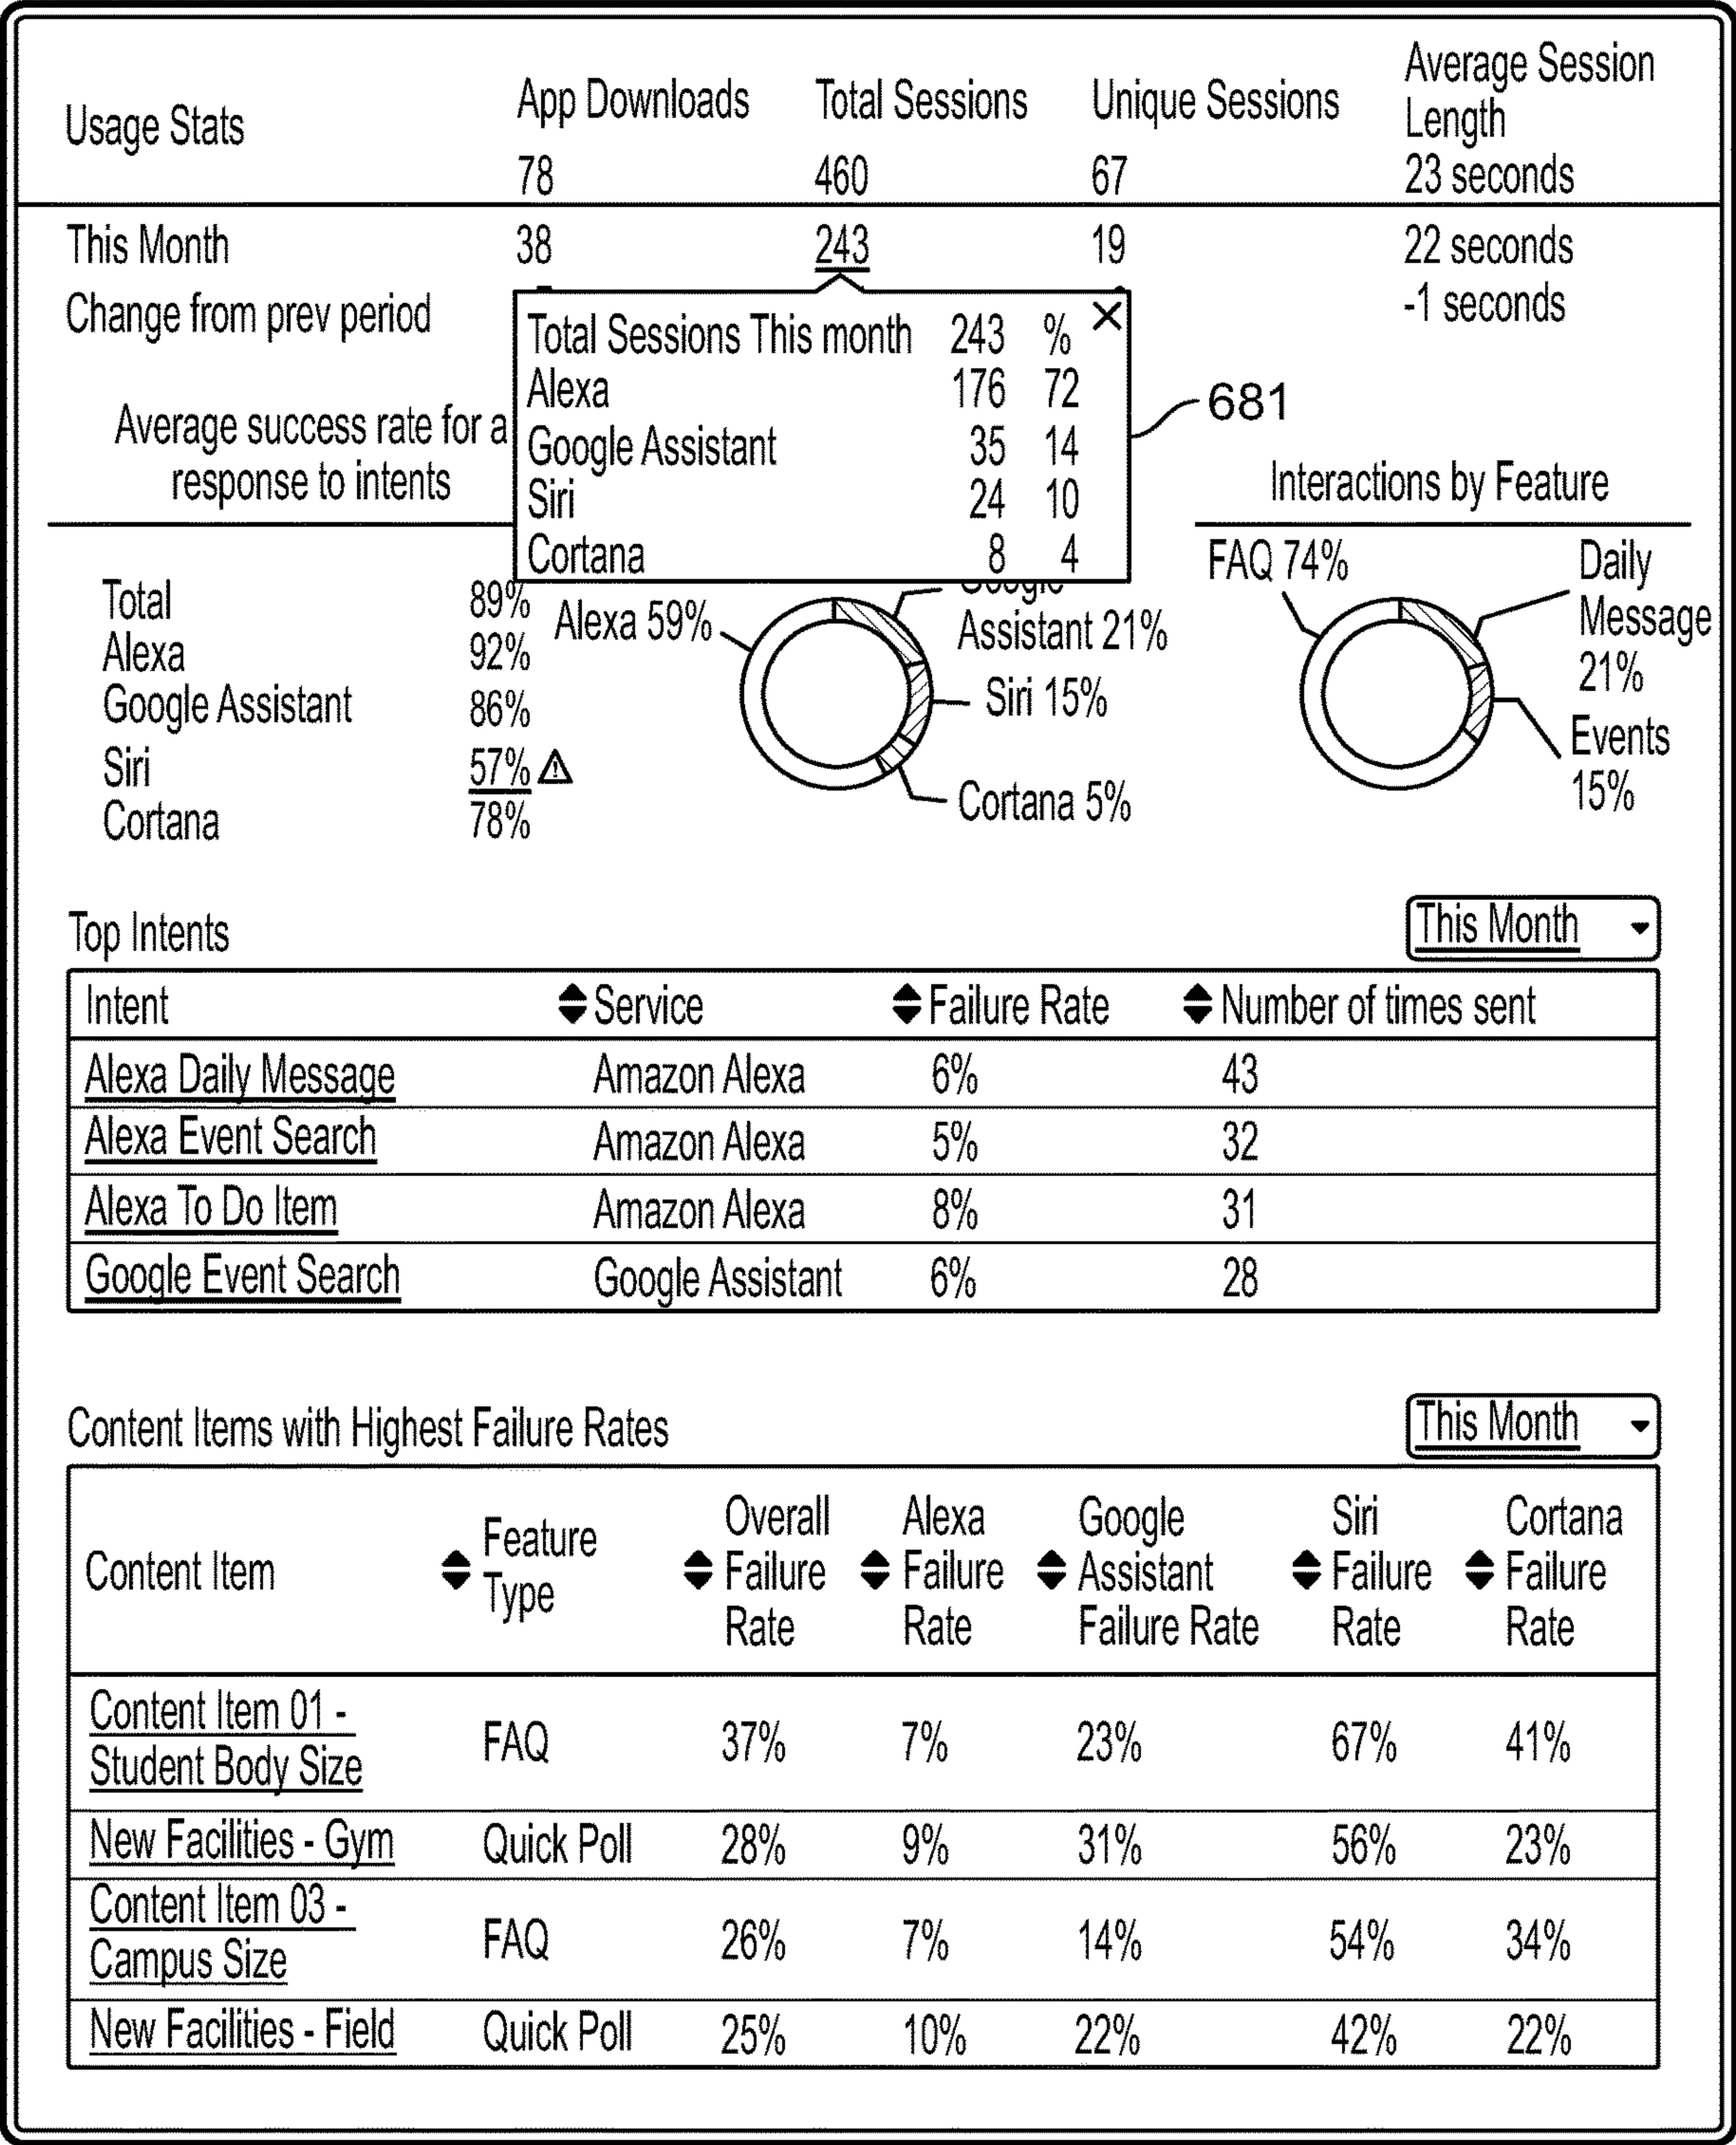 Usage Stats
App Downloads
Total Sessions
Unique Sessions
Average Session
Length
78
460
67
23 seconds
This Month
38
243
19
22 seconds
Change from prev period
-1 seconds
Total Sessions This month 243 %
Alexa 176 72
Google Assistant 35 14
Siri 24 10
Cortana 8 4
681
Average success rate for a
response to intents
Total 89%
Alexa 92%
Google Assistant 86%
Siri 57%
Cortana 78%
Alexa 59%
Google
Assistant 21%
Siri 15%
Cortana 5%
Interactions by Feature
FAQ 74%
Daily
Message
21%
Events
15%
Top Intents
This Month
Intent Service Failure Rate Number of times sent
Alexa Daily Message Amazon Alexa 6% 43
Alexa Event Search Amazon Alexa 5% 32
Alexa To Do Item Amazon Alexa 8% 31
Google Event Search Google Assistant 6% 28
Content Items with Highest Failure Rates
This Month
Content Item
Feature
Type
Overall
Failure
Rate
Alexa
Failure
Rate
Google
Assistant
Failure Rate
Siri
Failure
Rate
Cortana
Failure
Rate
Content Item 01 -
Student Body Size
FAQ 37% 7% 23% 67% 41%
New Facilities - Gym Quick Poll 28% 9% 31% 56% 23%
Content Item 03 -
Campus Size
FAQ 26% 7% 14% 54% 34%
New Facilities - Field Quick Poll 25% 10% 22% 42% 22%